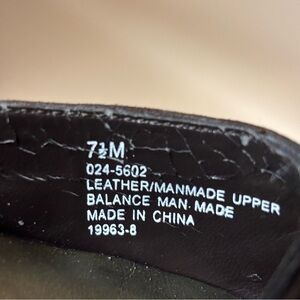 7½M
024-5602
LEATHER/MANMADE UPPER
BALANCE MAN. MADE
MADE IN CHINA
19963-8